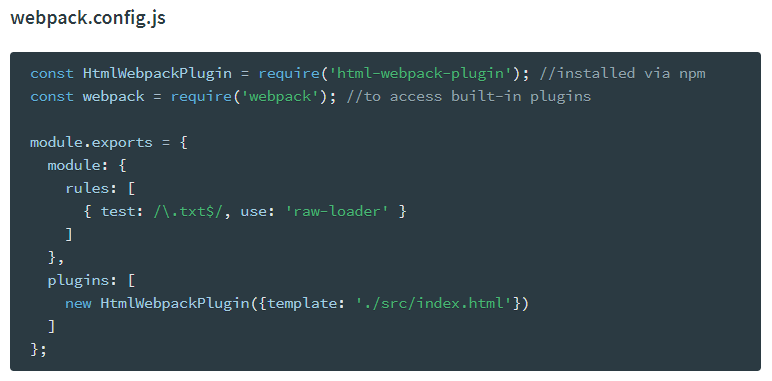 webpack.config.js
const HtmlWebpackPlugin = require('html-webpack-plugin'); //installed via npm
const webpack = require('webpack'); //to access built-in plugins
module.exports = {
  module: {
    rules: [
      { test: /\.txt$/, use: 'raw-loader' }
    ]
  },
  plugins: [
    new HtmlWebpackPlugin({template: './src/index.html'})
  ]
};